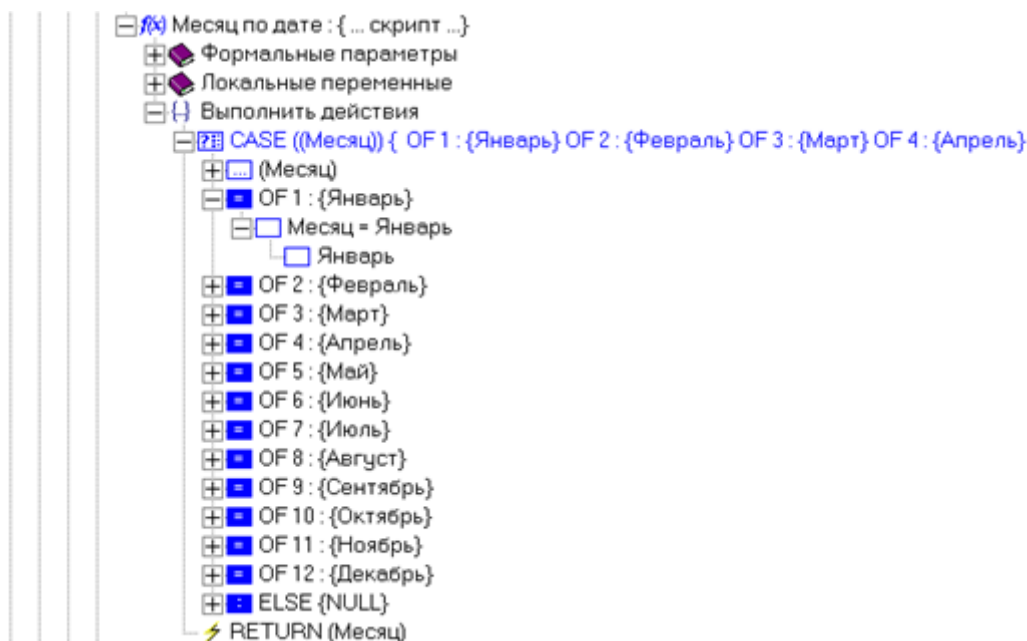 f(x) Месяц по дате : { ... скрипт ...}
Формальные параметры
Локальные переменные
{} Выполнить действия
CASE ((Месяц)) { OF 1 : {Январь} OF 2 : {Февраль} OF 3 : {Март} OF 4 : {Апрель}
... (Месяц)
= OF 1 : {Январь}
Месяц = Январь
Январь
= OF 2 : {Февраль}
= OF 3 : {Март}
= OF 4 : {Апрель}
= OF 5 : {Май}
= OF 6 : {Июнь}
= OF 7 : {Июль}
= OF 8 : {Август}
= OF 9 : {Сентябрь}
= OF 10 : {Октябрь}
= OF 11 : {Ноябрь}
= OF 12 : {Декабрь}
: ELSE {NULL}
RETURN (Месяц)